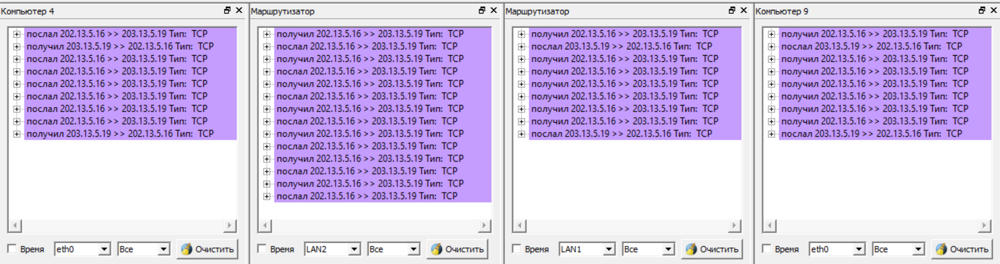 Компьютер 4
послал 202.13.5.16 >> 203.13.5.19 Тип: TCP
получил 203.13.5.19 >> 202.13.5.16 Тип: TCP
послал 202.13.5.16 >> 203.13.5.19 Тип: TCP
послал 202.13.5.16 >> 203.13.5.19 Тип: TCP
послал 202.13.5.16 >> 203.13.5.19 Тип: TCP
послал 202.13.5.16 >> 203.13.5.19 Тип: TCP
послал 202.13.5.16 >> 203.13.5.19 Тип: TCP
послал 202.13.5.16 >> 203.13.5.19 Тип: TCP
получил 203.13.5.19 >> 202.13.5.16 Тип: TCP
Время eth0 Все Очистить
Маршрутизатор
получил 202.13.5.16 >> 203.13.5.19 Тип: TCP
послал 202.13.5.16 >> 203.13.5.19 Тип: TCP
получил 202.13.5.16 >> 203.13.5.19 Тип: TCP
послал 202.13.5.16 >> 203.13.5.19 Тип: TCP
получил 202.13.5.16 >> 203.13.5.19 Тип: TCP
послал 202.13.5.16 >> 203.13.5.19 Тип: TCP
получил 202.13.5.16 >> 203.13.5.19 Тип: TCP
послал 202.13.5.16 >> 203.13.5.19 Тип: TCP
получил 202.13.5.16 >> 203.13.5.19 Тип: TCP
послал 202.13.5.16 >> 203.13.5.19 Тип: TCP
получил 202.13.5.16 >> 203.13.5.19 Тип: TCP
послал 202.13.5.16 >> 203.13.5.19 Тип: TCP
получил 202.13.5.16 >> 203.13.5.19 Тип: TCP
послал 202.13.5.16 >> 203.13.5.19 Тип: TCP
Время LAN2 Все Очистить
Маршрутизатор
получил 202.13.5.16 >> 203.13.5.19 Тип: TCP
послал 203.13.5.19 >> 202.13.5.16 Тип: TCP
получил 202.13.5.16 >> 203.13.5.19 Тип: TCP
получил 202.13.5.16 >> 203.13.5.19 Тип: TCP
получил 202.13.5.16 >> 203.13.5.19 Тип: TCP
получил 202.13.5.16 >> 203.13.5.19 Тип: TCP
получил 202.13.5.16 >> 203.13.5.19 Тип: TCP
получил 202.13.5.16 >> 203.13.5.19 Тип: TCP
послал 203.13.5.19 >> 202.13.5.16 Тип: TCP
Время LAN1 Все Очистить
Компьютер 9
получил 202.13.5.16 >> 203.13.5.19 Тип: TCP
послал 203.13.5.19 >> 202.13.5.16 Тип: TCP
получил 202.13.5.16 >> 203.13.5.19 Тип: TCP
получил 202.13.5.16 >> 203.13.5.19 Тип: TCP
получил 202.13.5.16 >> 203.13.5.19 Тип: TCP
получил 202.13.5.16 >> 203.13.5.19 Тип: TCP
получил 202.13.5.16 >> 203.13.5.19 Тип: TCP
получил 202.13.5.16 >> 203.13.5.19 Тип: TCP
послал 203.13.5.19 >> 202.13.5.16 Тип: TCP
Время eth0 Все Очистить